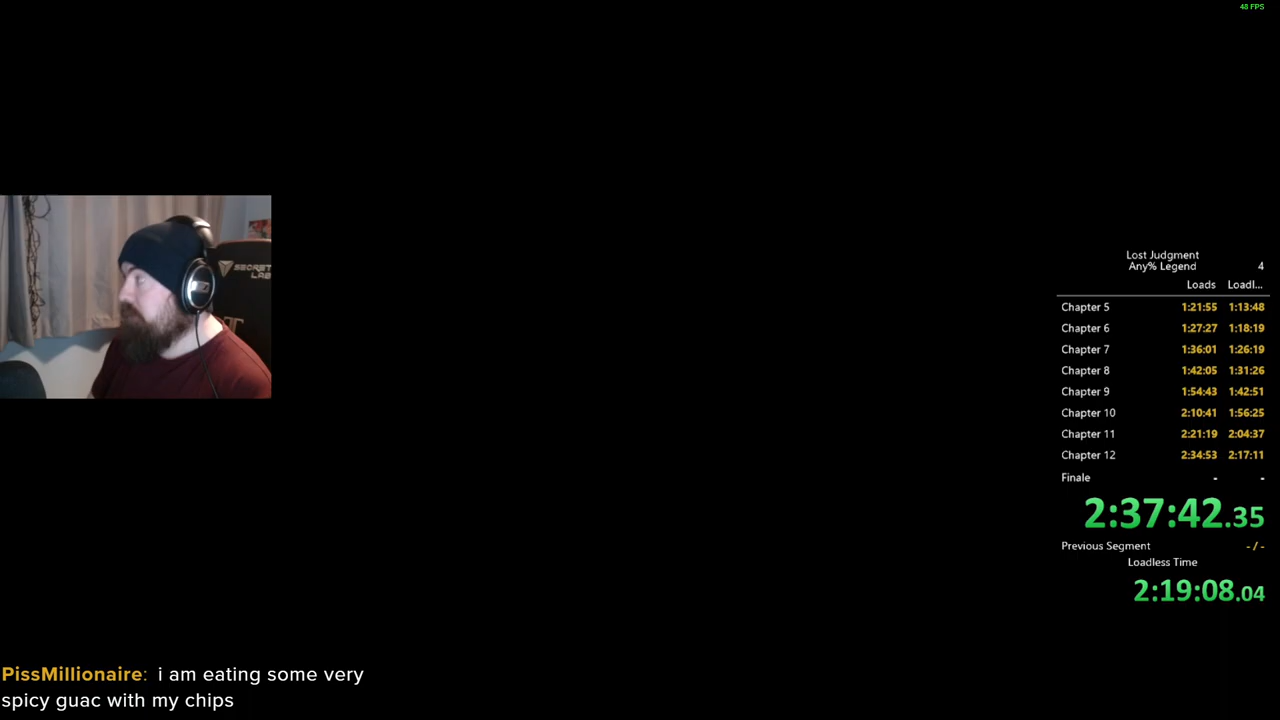 48 FPS
SECRET
LAB
Lost Judgment
Any% Legend 4
Loads Loadl...
Chapter 5 1:21:55 1:13:48
Chapter 6 1:27:27 1:18:19
Chapter 7 1:36:01 1:26:19
Chapter 8 1:42:05 1:31:26
Chapter 9 1:54:43 1:42:51
Chapter 10 2:10:41 1:56:25
Chapter 11 2:21:19 2:04:37
Chapter 12 2:34:53 2:17:11
Finale - -
2:37:42.35
Previous Segment - / -
Loadless Time
2:19:08.04
PissMillionaire: i am eating some very
spicy guac with my chips